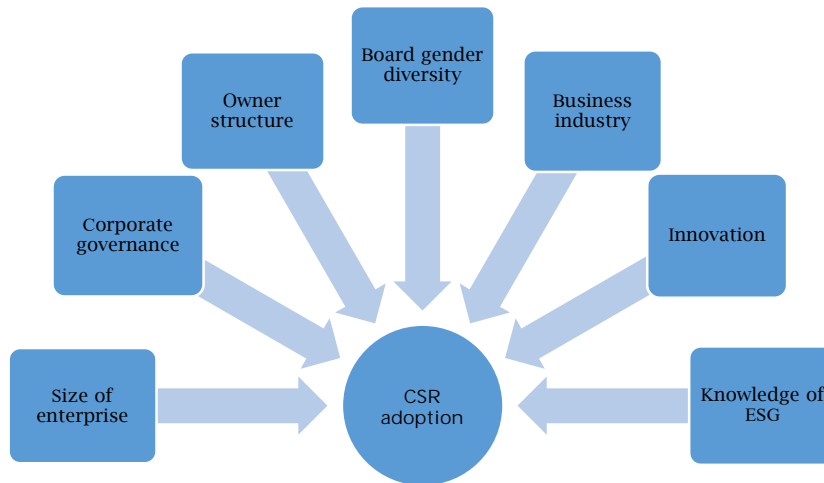 Board gender
diversity
Owner
structure
Business
industry
Corporate
governance
Innovation
Size of
enterprise
CSR
adoption
Knowledge of
ESG